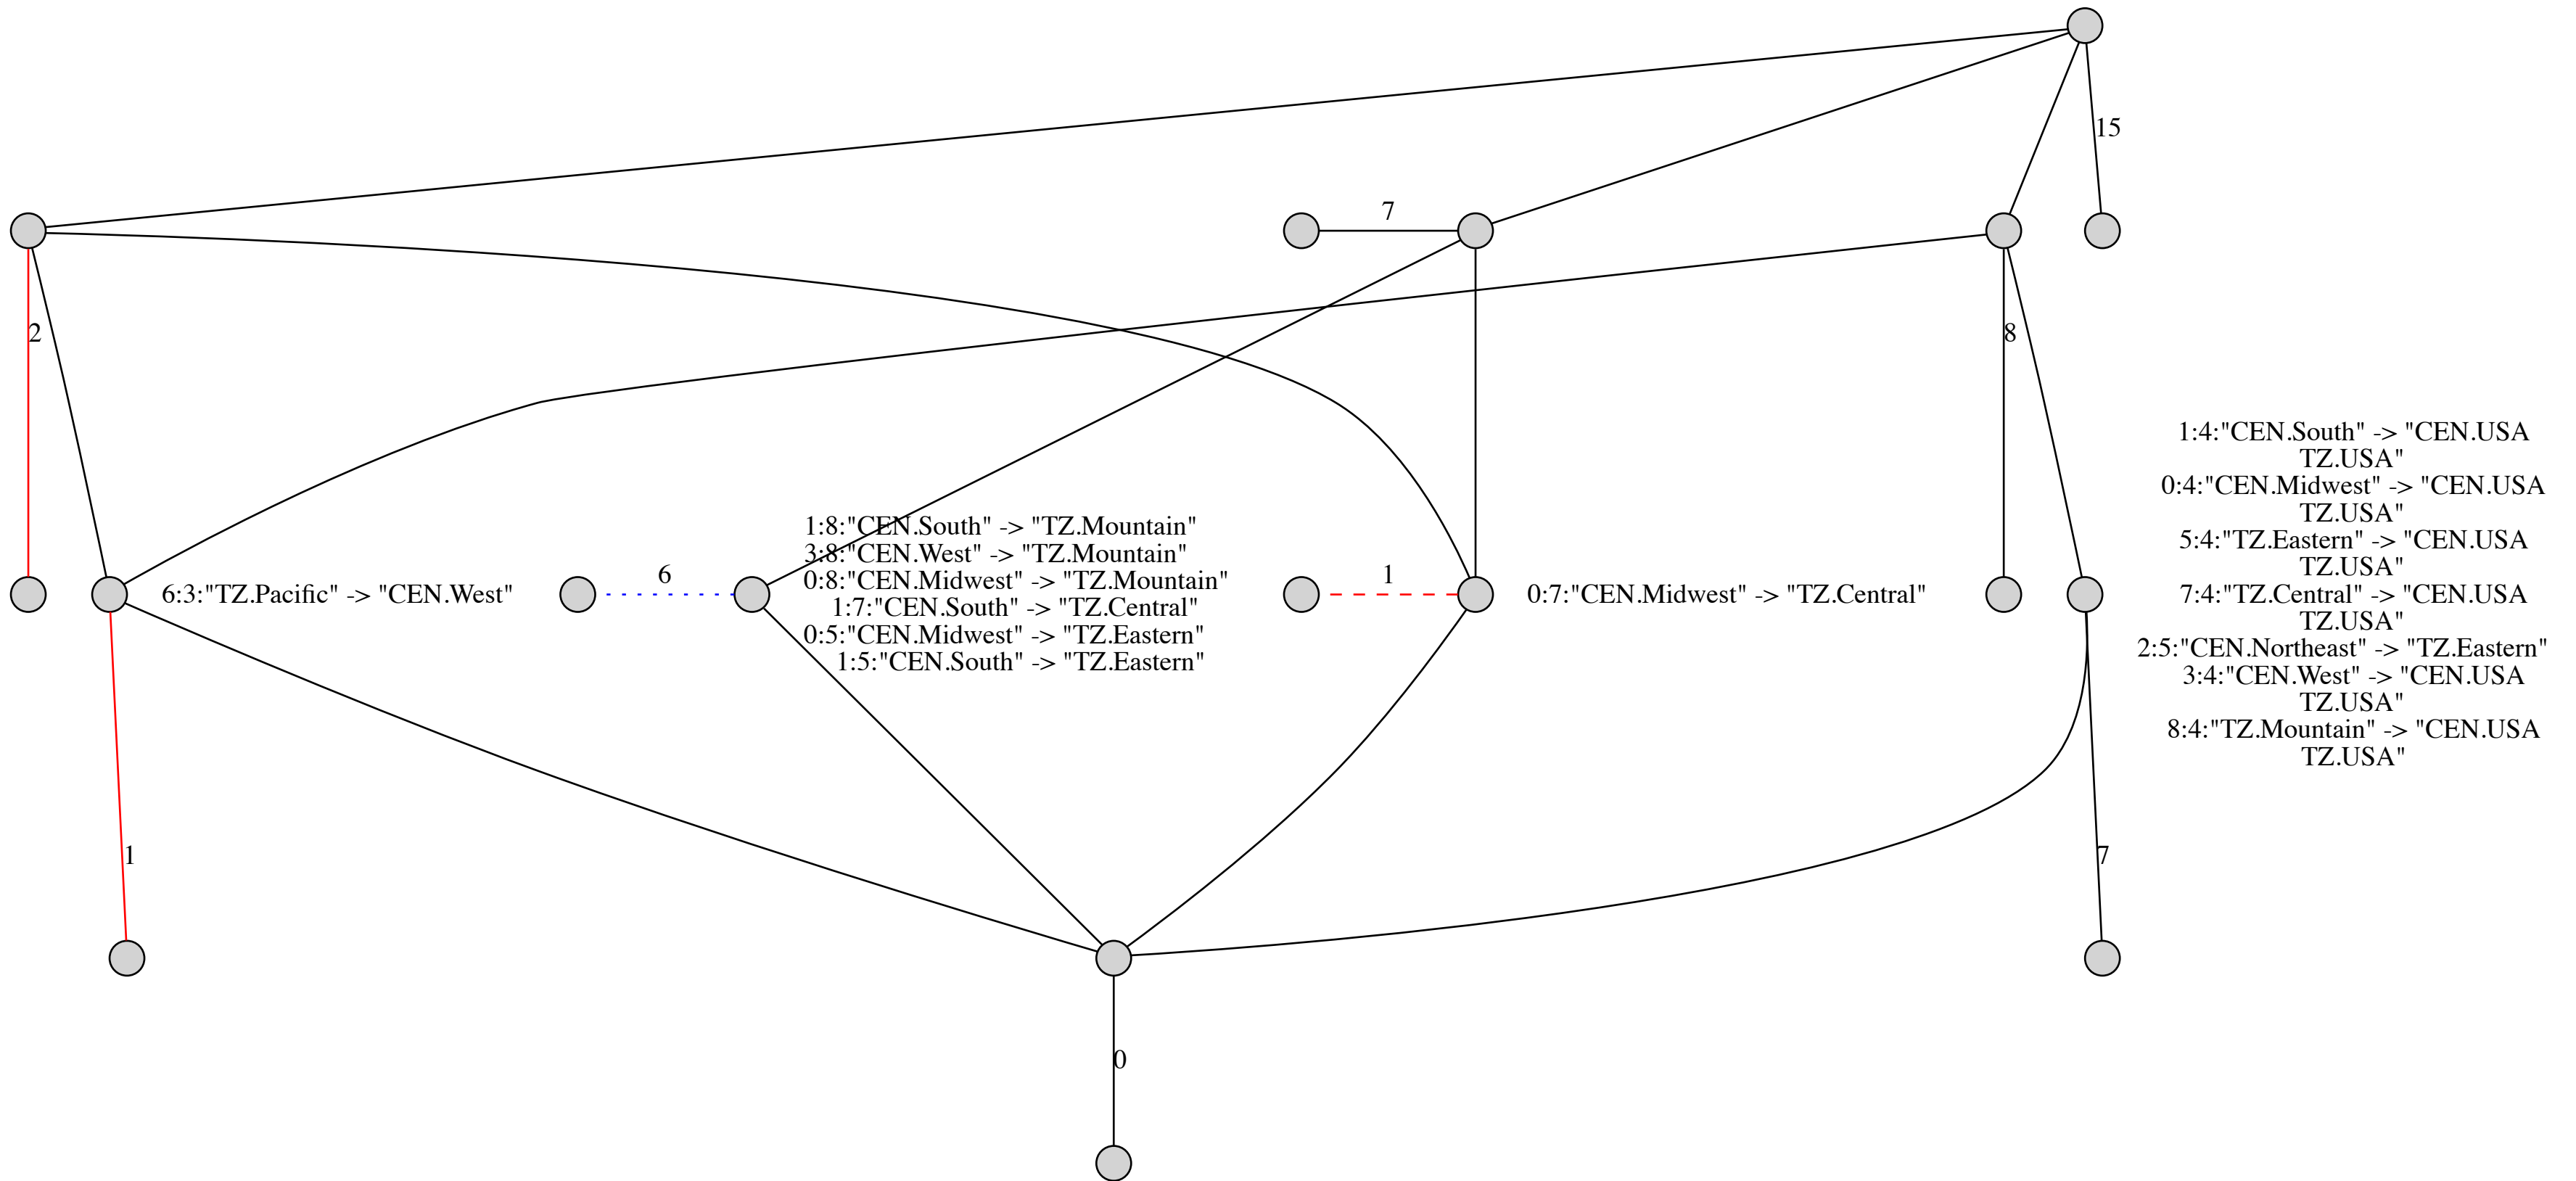 15
7
2
8
1:4:"CEN.South" -> "CEN.USA
TZ.USA"
0:4:"CEN.Midwest" -> "CEN.USA
TZ.USA"
5:4:"TZ.Eastern" -> "CEN.USA
TZ.USA"
7:4:"TZ.Central" -> "CEN.USA
TZ.USA"
2:5:"CEN.Northeast" -> "TZ.Eastern"
3:4:"CEN.West" -> "CEN.USA
TZ.USA"
8:4:"TZ.Mountain" -> "CEN.USA
TZ.USA"
6:3:"TZ.Pacific" -> "CEN.West"
6
1:8:"CEN.South" -> "TZ.Mountain"
3:8:"CEN.West" -> "TZ.Mountain"
0:8:"CEN.Midwest" -> "TZ.Mountain"
1:7:"CEN.South" -> "TZ.Central"
0:5:"CEN.Midwest" -> "TZ.Eastern"
1:5:"CEN.South" -> "TZ.Eastern"
1
0:7:"CEN.Midwest" -> "TZ.Central"
1
7
0